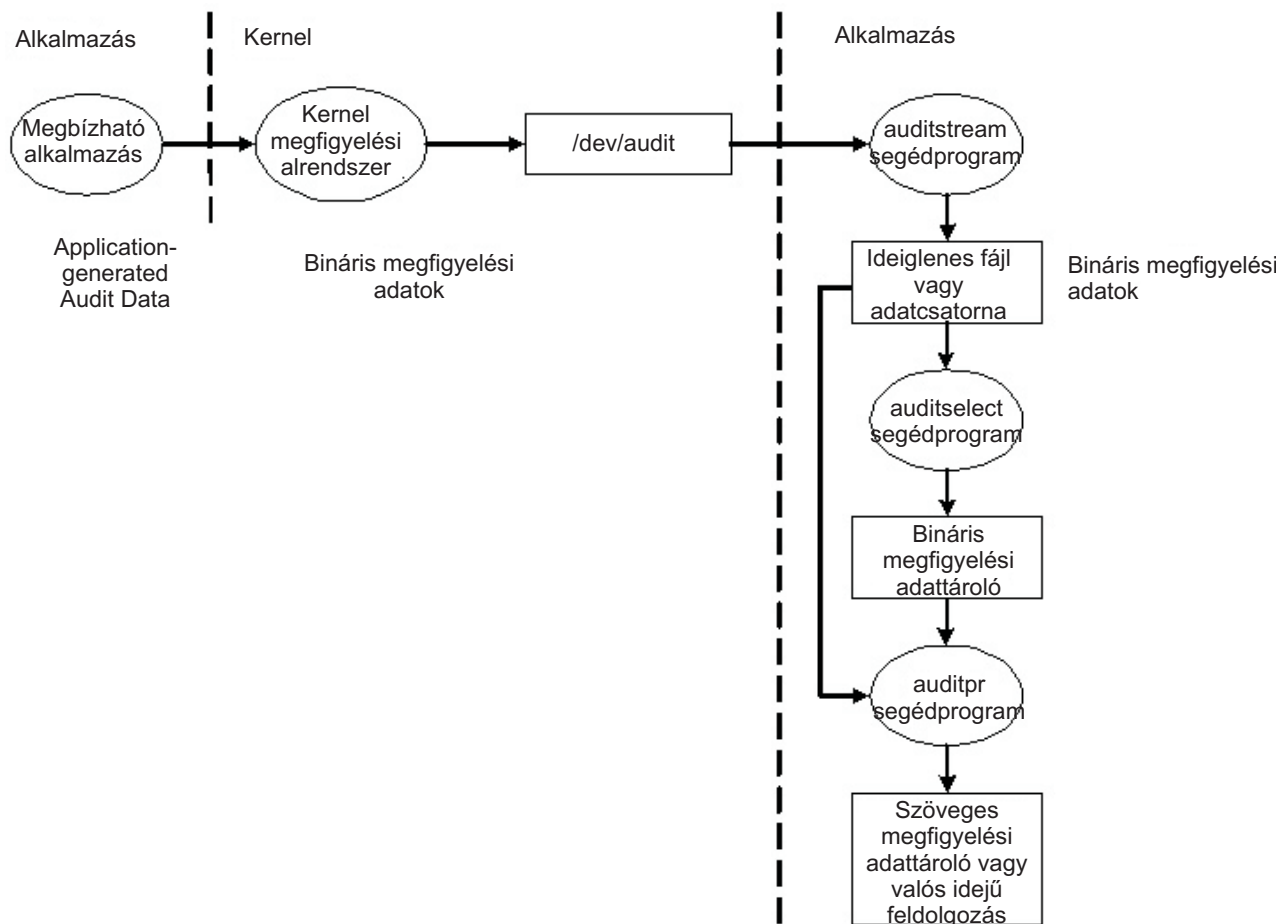 Alkalmazás
Kernel
Alkalmazás
Megbízható
alkalmazás
Kernel
megfigyelési
alrendszer
/dev/audit
auditstream
segédprogram
Application-
generated
Audit Data
Bináris megfigyelési
adatok
Ideiglenes fájl
vagy
adatcsatorna
Bináris megfigyelési
adatok
auditselect
segédprogram
Bináris
megfigyelési
adattároló
auditpr
segédprogram
Szöveges
megfigyelési
adattároló vagy
valós idejű
feldolgozás